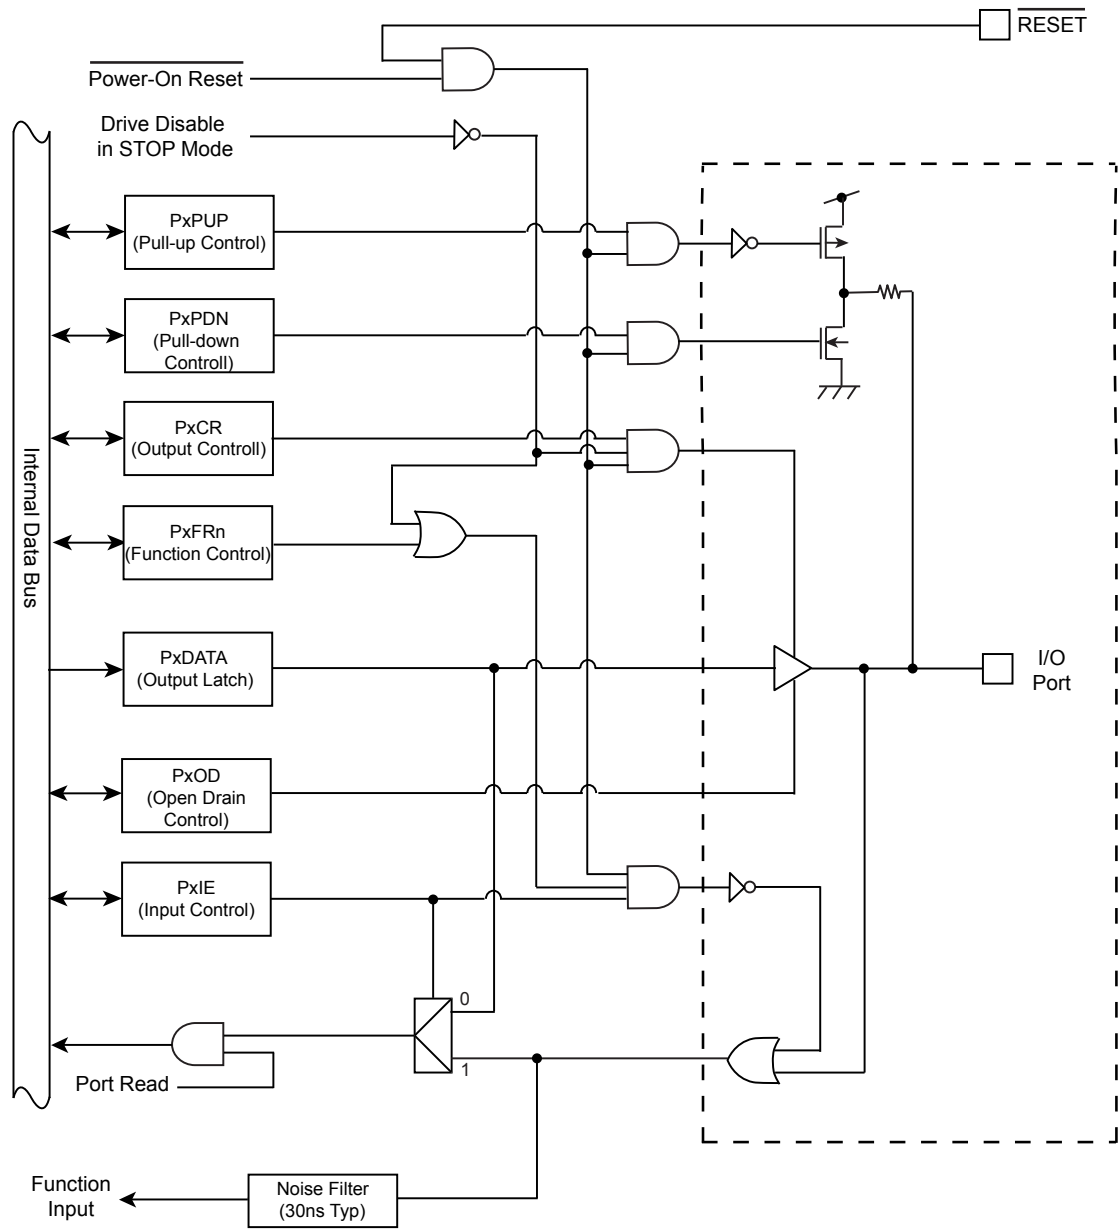 RESET
Power-On Reset
Drive Disable
in STOP Mode
PxPUP
(Pull-up Control)
PxPDN
(Pull-down
Controll)
PxCR
(Output Controll)
Internal Data Bus
PxFRn
(Function Control)
PxDATA
(Output Latch)
I/O
Port
PxOD
(Open Drain
Control)
PxIE
(Input Control)
0
1
Port Read
Function
Input
Noise Filter
(30ns Typ)